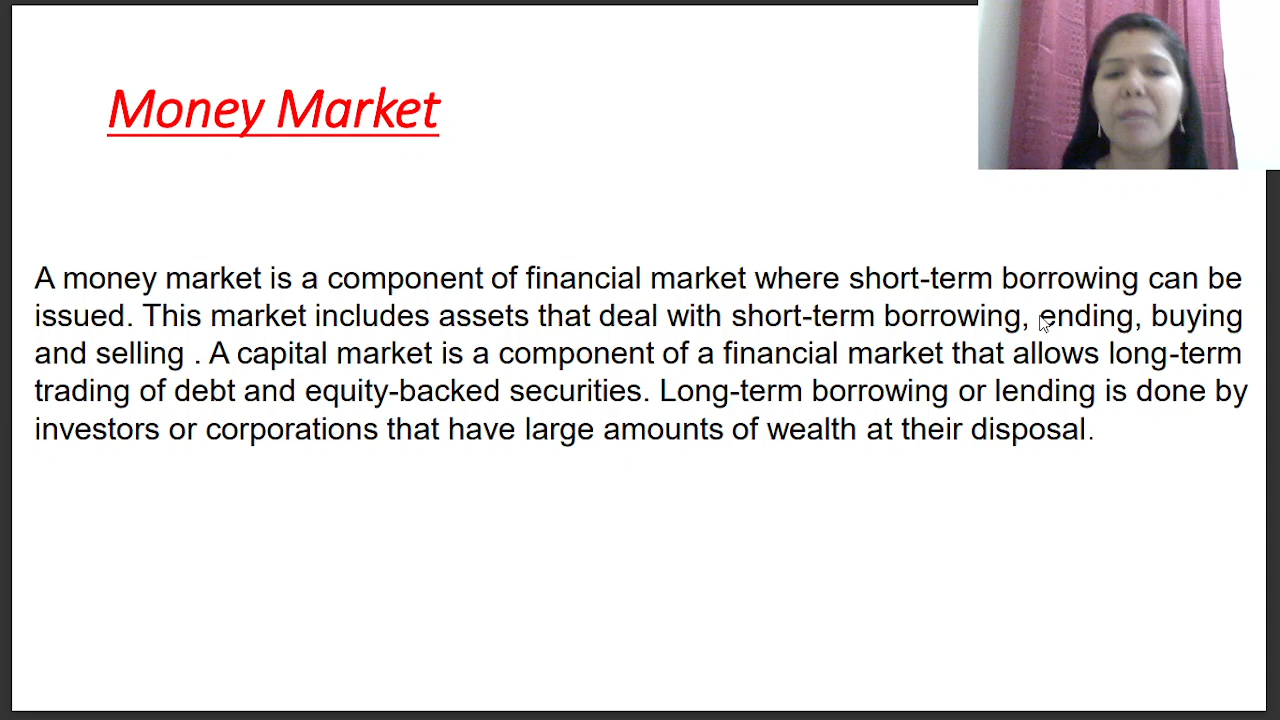 Money Market
A money market is a component of financial market where short-term borrowing can be
issued. This market includes assets that deal with short-term borrowing, ending, buying
and selling . A capital market is a component of a financial market that allows long-term
trading of debt and equity-backed securities. Long-term borrowing or lending is done by
investors or corporations that have large amounts of wealth at their disposal.